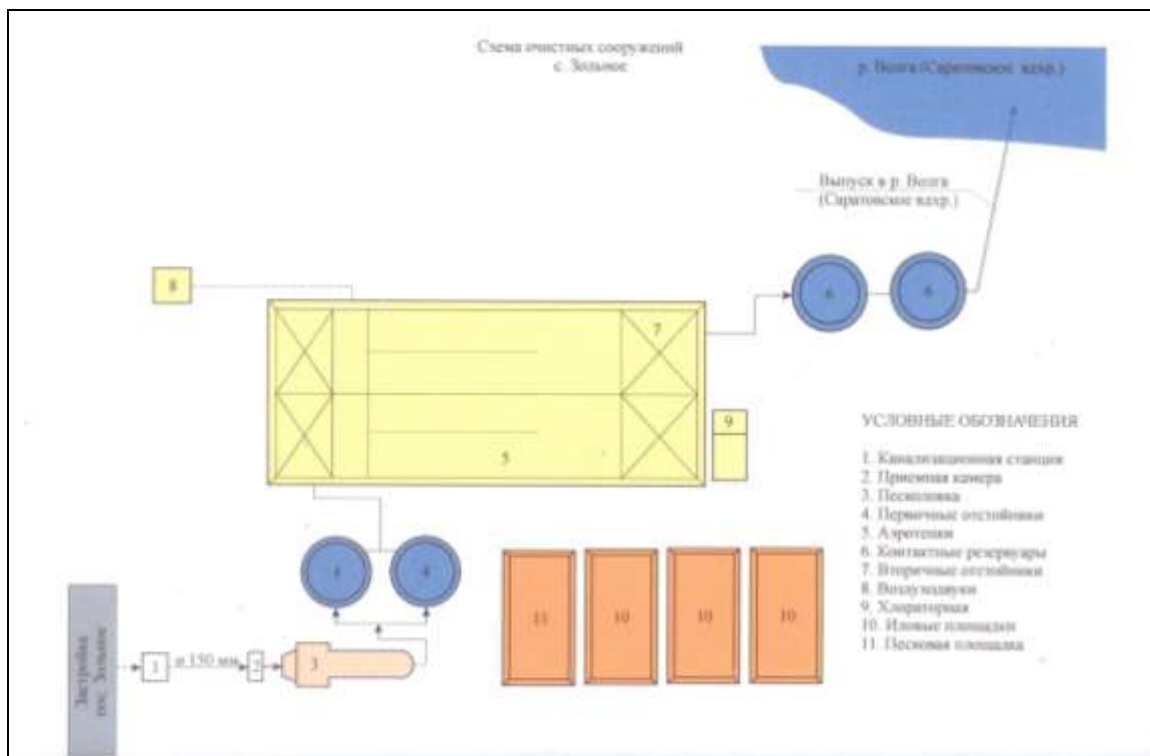 Схема очистных сооружений
с. Зольное
р. Волга (Саратовское вдхр.)
Выпуск в р. Волга
(Саратовское вдхр.)
8
6
6
7
9
5
УСЛОВНЫЕ ОБОЗНАЧЕНИЯ
1. Канализационная станция
2. Приемная камера
3. Песколовка
4. Первичные отстойники
5. Аэротенки
6. Контактные резервуары
7. Вторичные отстойники
8. Воздуходувки
9. Хлораторная
10. Иловые площадки
11. Песковая площадка
4
4
11
10
10
10
Застройка
пос. Зольное
1
ø 150 мм
2
3